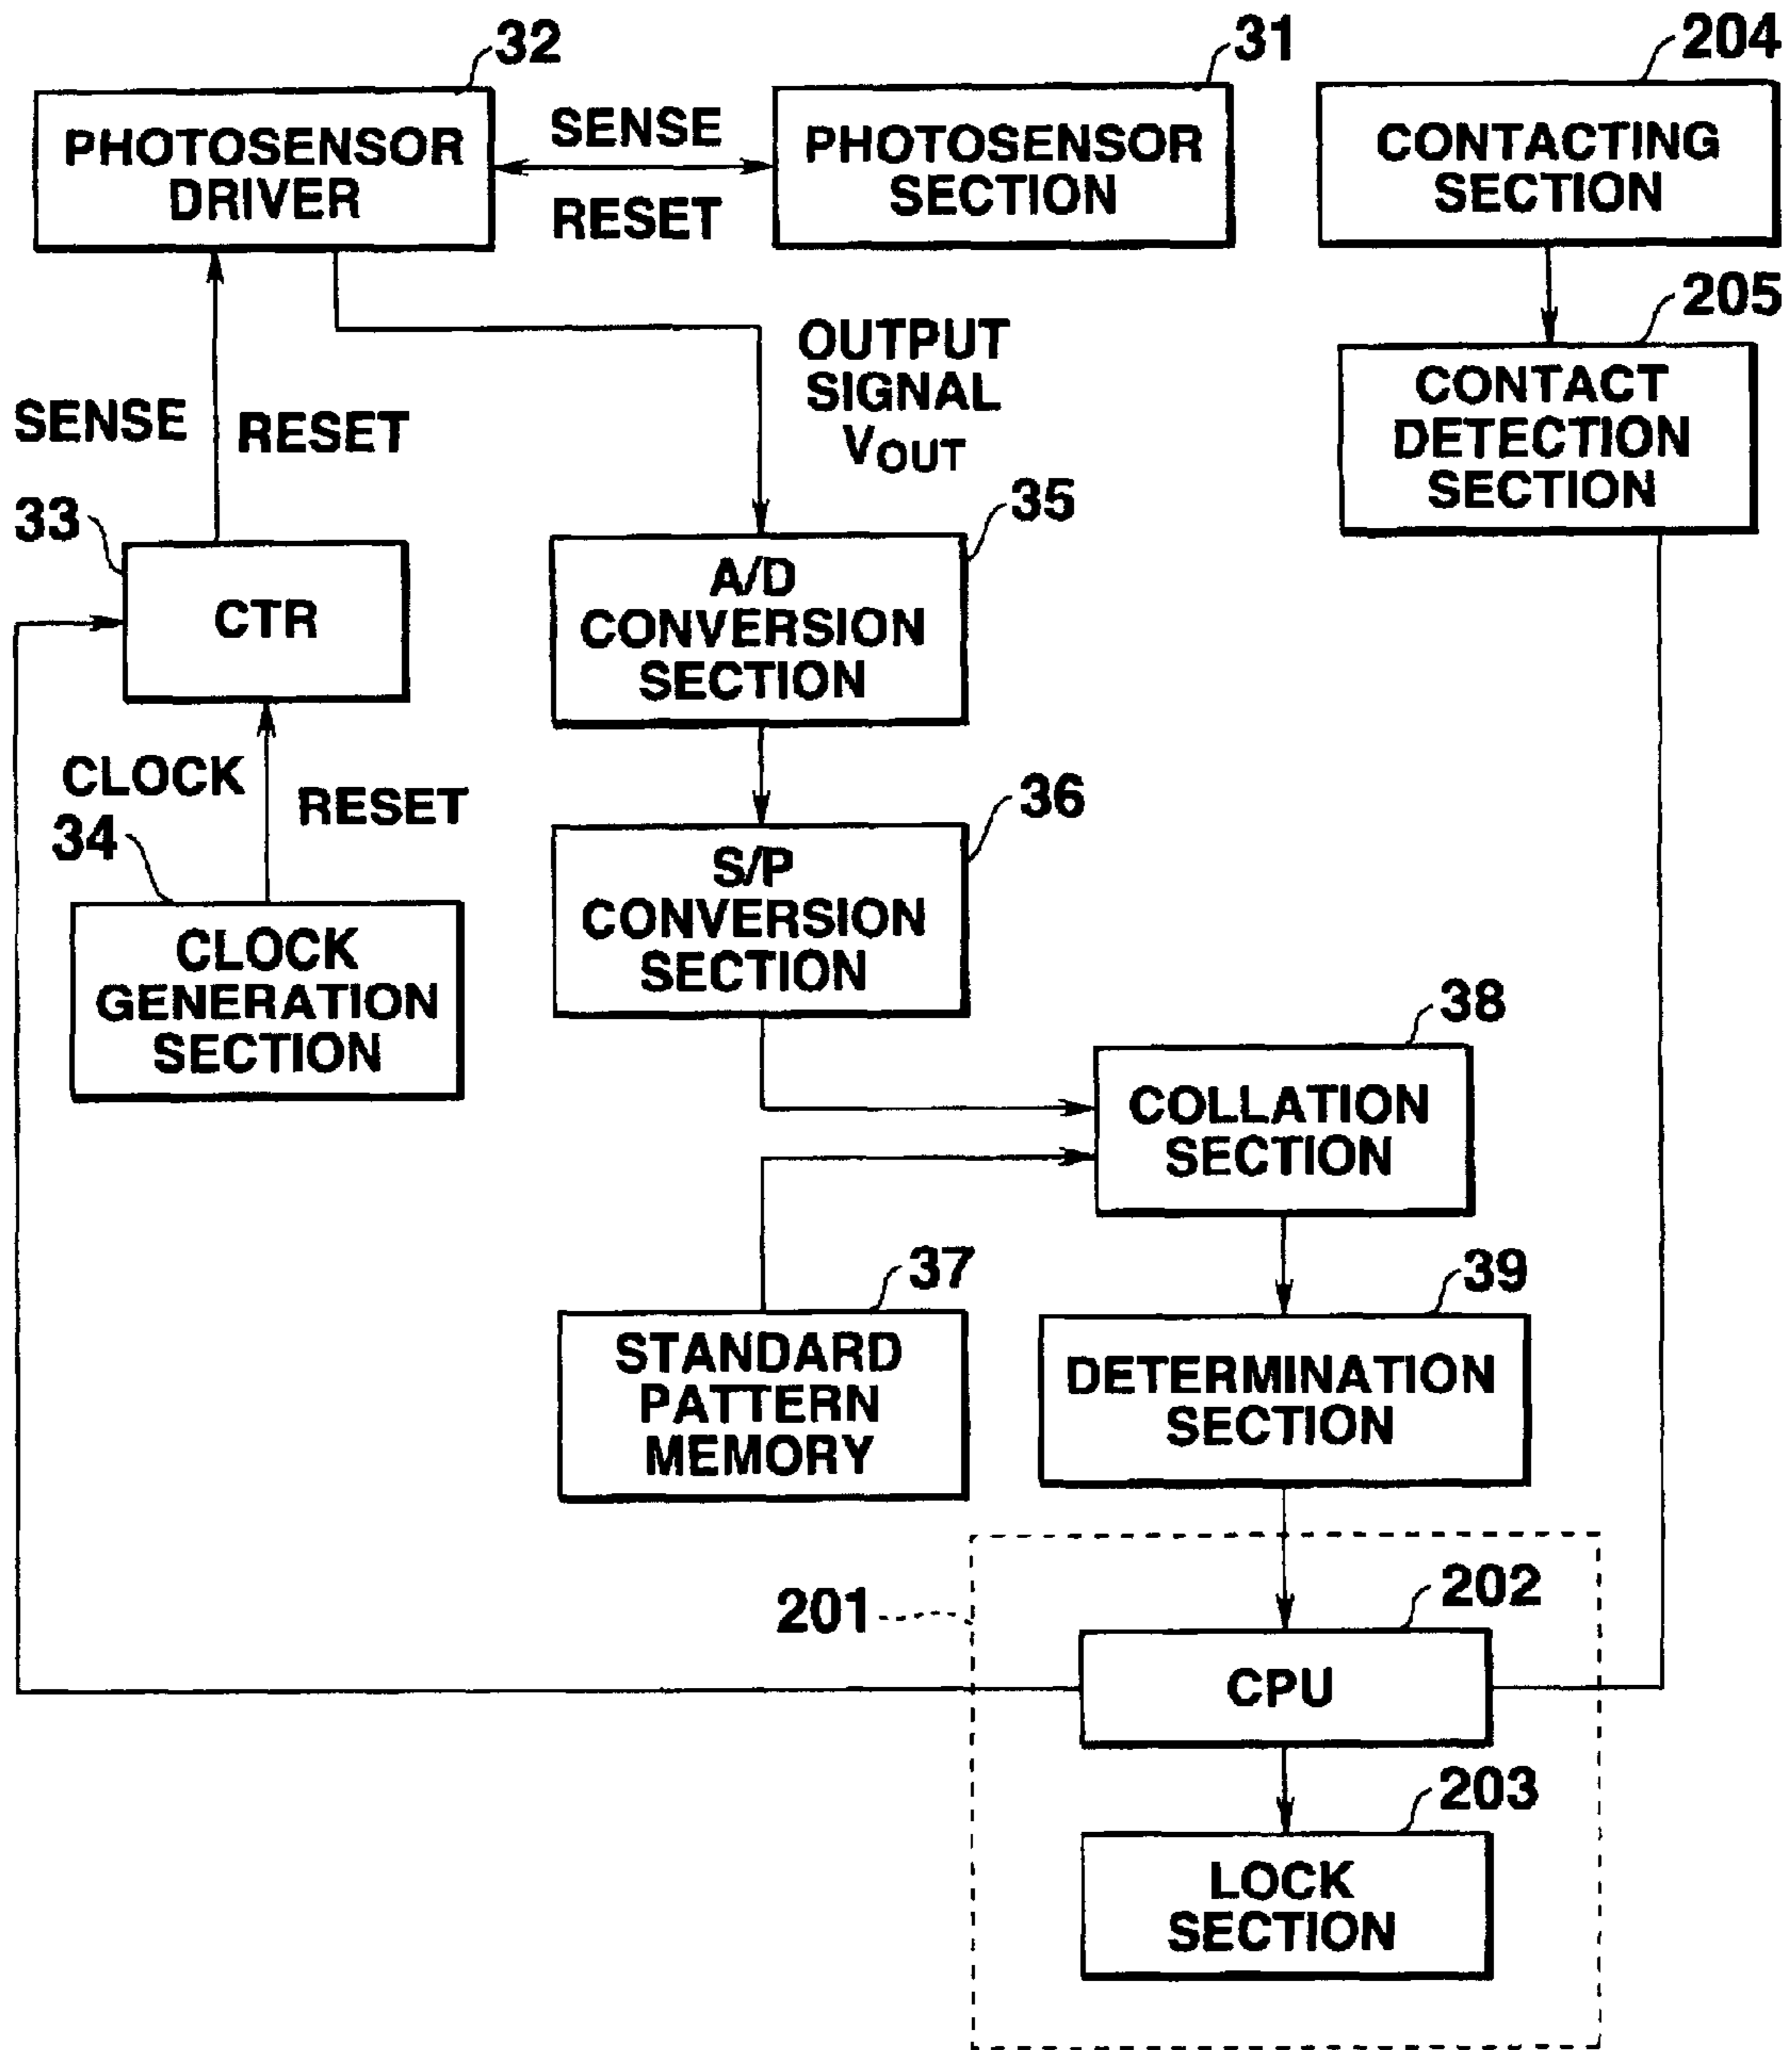 32
31
204
PHOTOSENSOR
DRIVER
SENSE
RESET
PHOTOSENSOR
SECTION
CONTACTING
SECTION
205
CONTACT
DETECTION
SECTION
SENSE
RESET
OUTPUT
SIGNAL
VOUT
33
CTR
35
A/D
CONVERSION
SECTION
CLOCK
RESET
34
CLOCK
GENERATION
SECTION
36
S/P
CONVERSION
SECTION
38
COLLATION
SECTION
37
STANDARD
PATTERN
MEMORY
39
DETERMINATION
SECTION
201
202
CPU
203
LOCK
SECTION